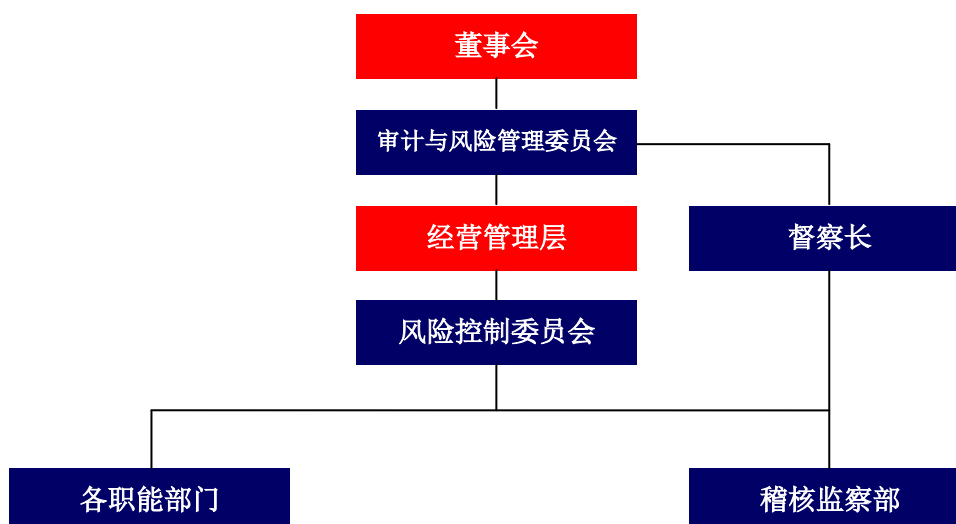 董事会
审计与风险管理委员会
经营管理层
督察长
风险控制委员会
各职能部门
稽核监察部